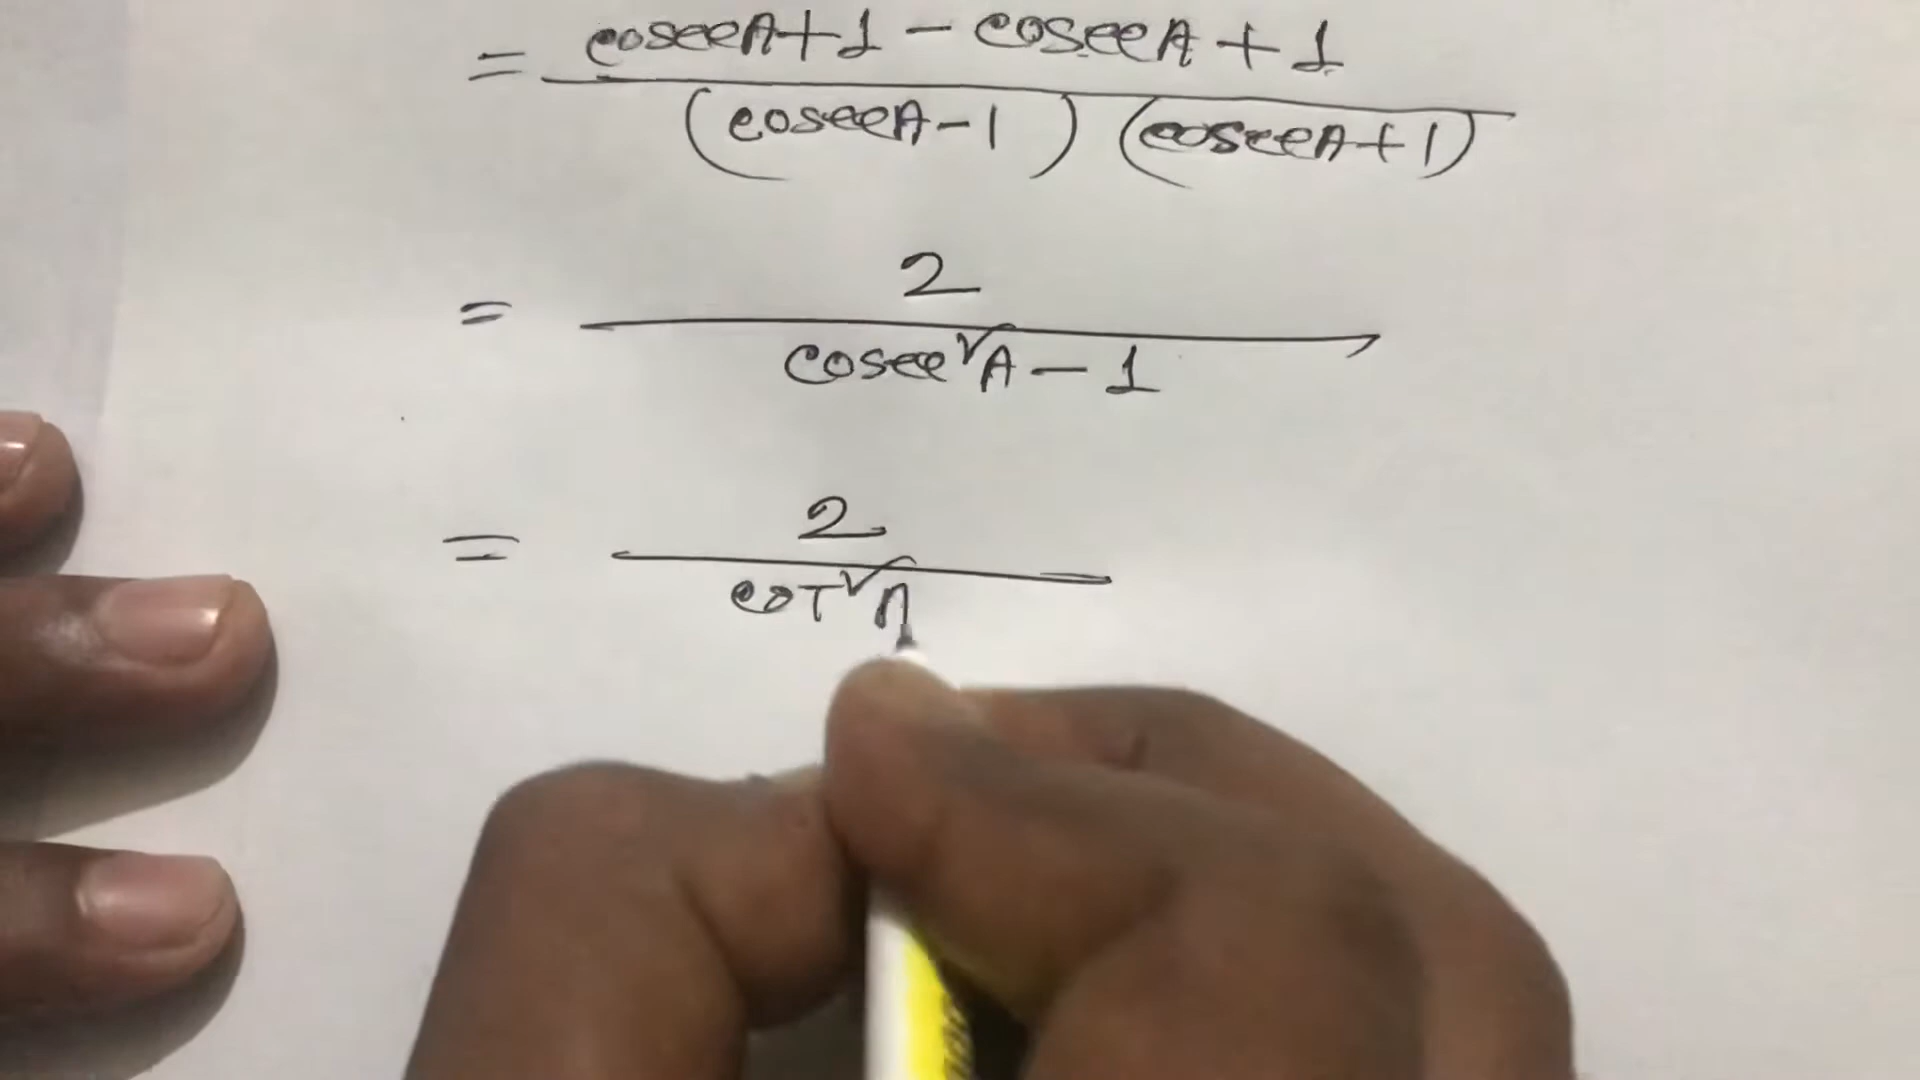 = cosecA+1 - cosecA+1
(cosecA-1) (cosecA+1)
= 2
cosec²A - 1
= 2
cot²A